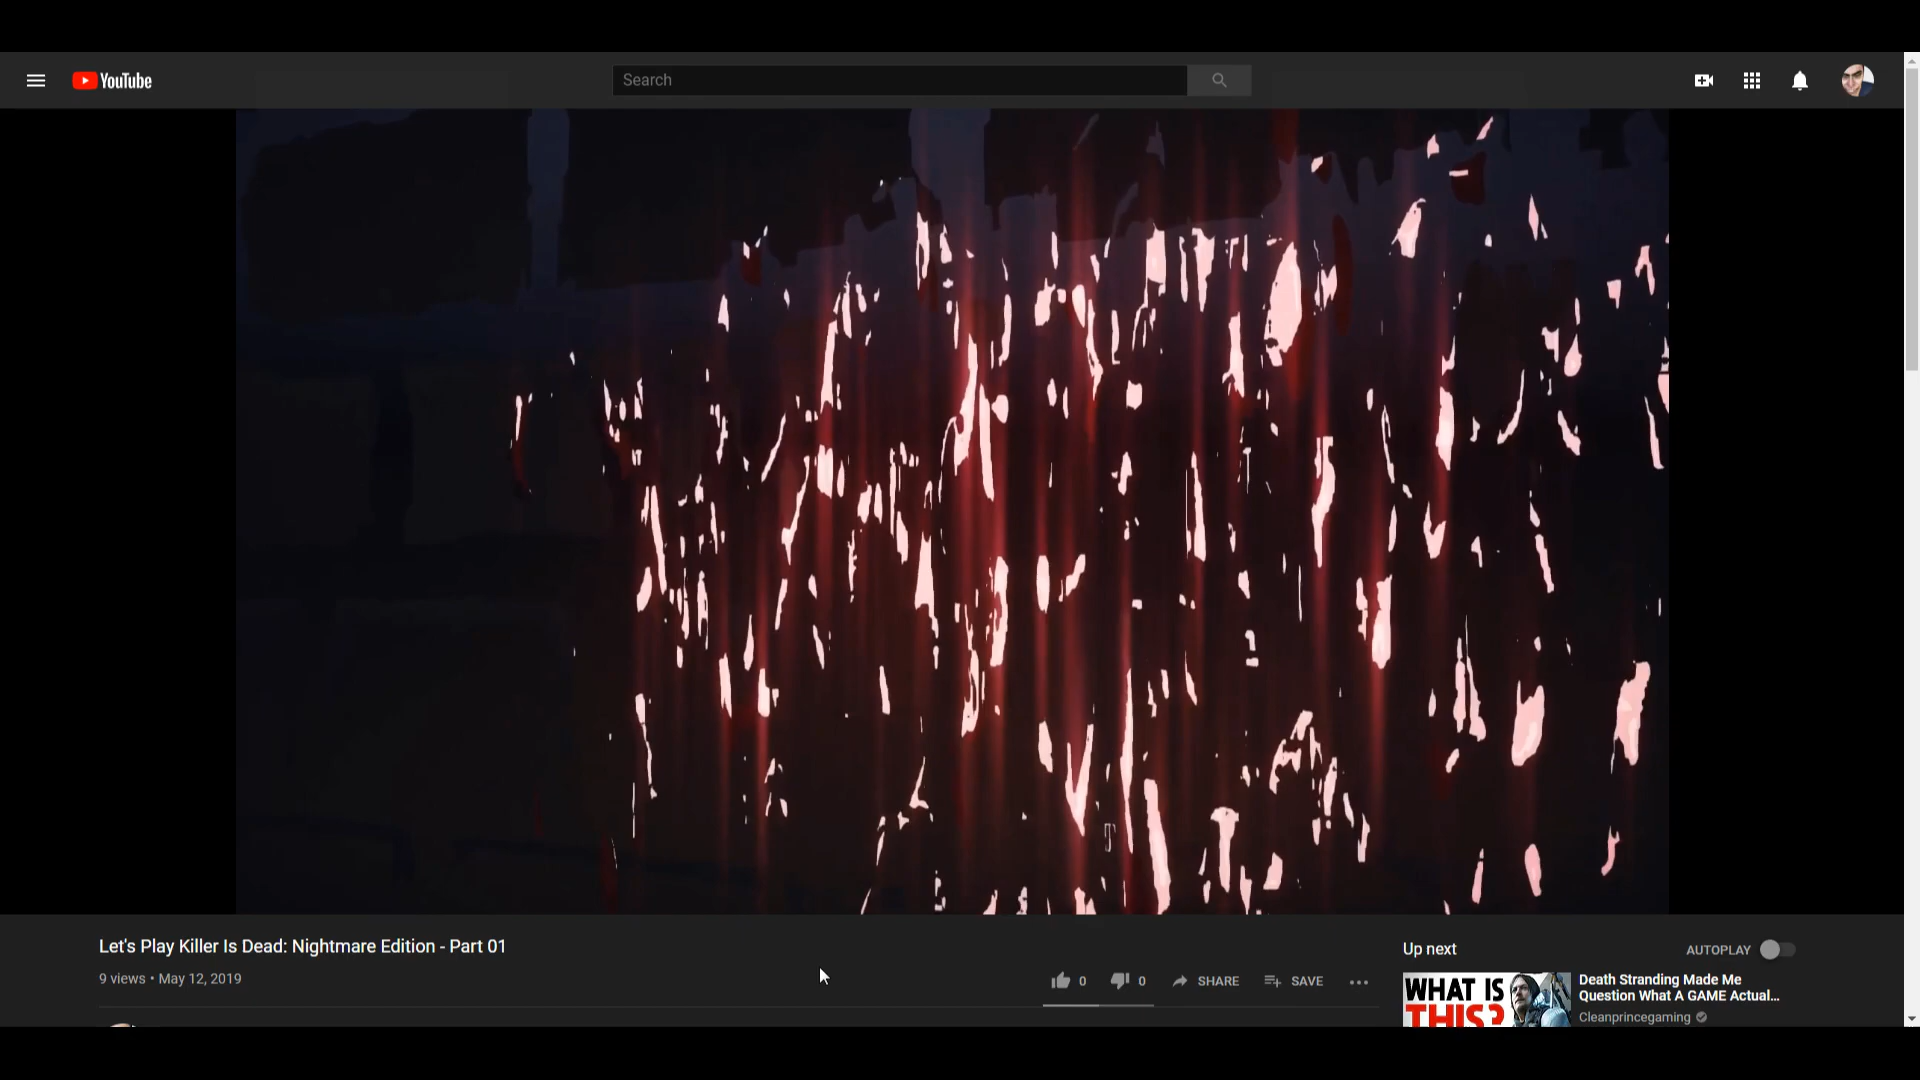 YouTube
Search
Let's Play Killer Is Dead: Nightmare Edition - Part 01
9 views • May 12, 2019
0
0
SHARE
SAVE
Up next
AUTOPLAY
WHAT IS
THIS?
Death Stranding Made Me
Question What A GAME Actual...
Cleanprincegaming